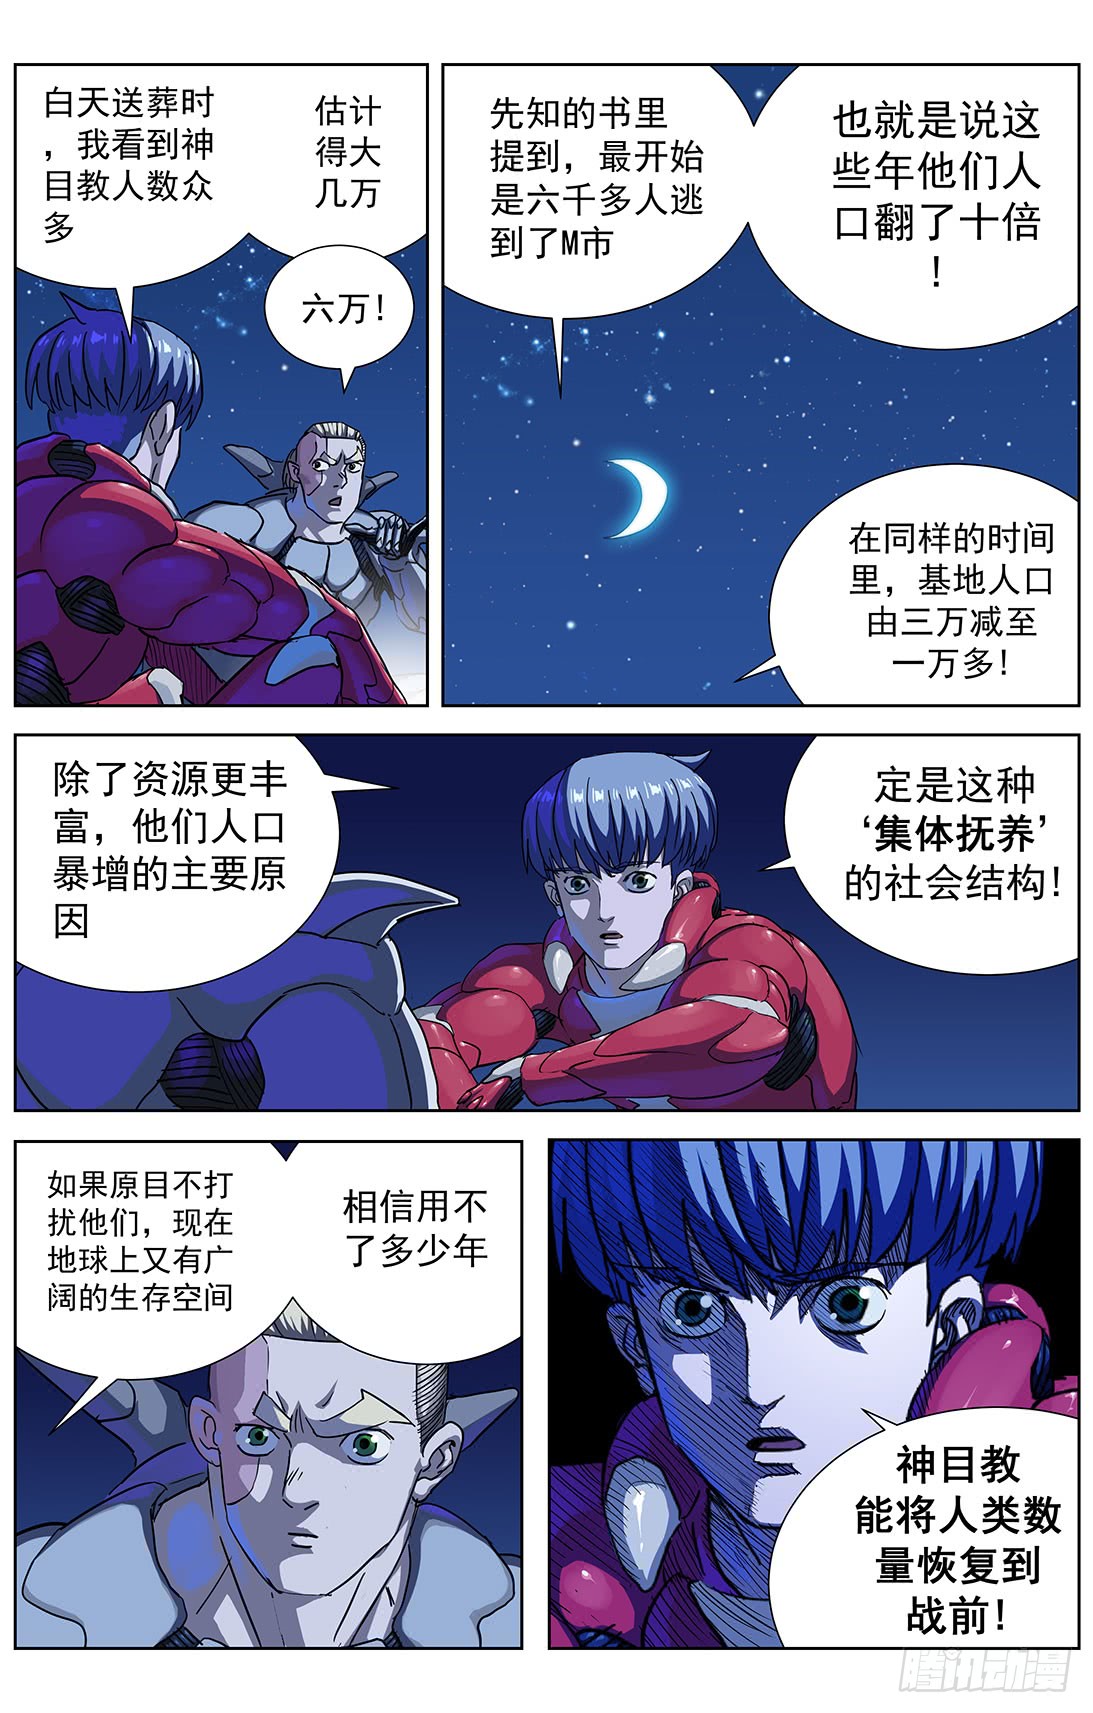 白天送葬时
，我看到神
目教人数众
多
估计
得大
几万
六万！
先知的书里
提到，最开始
是六千多人逃
到了M市
也就是说这
些年他们人
口翻了十倍
！
在同样的时间
里，基地人口
由三万减至
一万多！
除了资源更丰
富，他们人口
暴增的主要原
因
定是这种
‘集体抚养’
的社会结构！
如果原目不打
扰他们，现在
地球上又有广
阔的生存空间
相信用不
了多少年
神目教
能将人类数
量恢复到
战前！
腾讯动漫